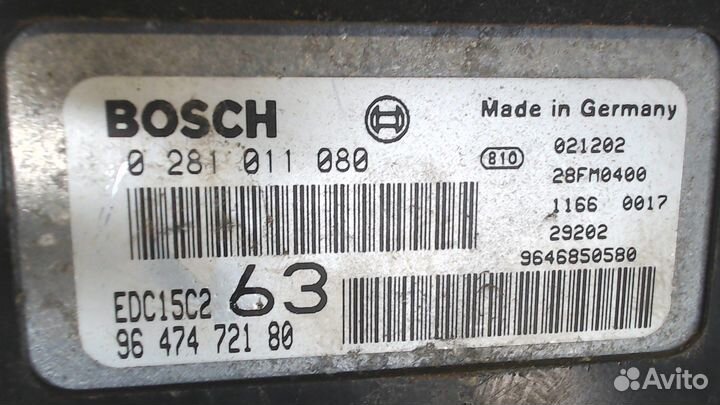 BOSCH
Made in Germany
0 281 011 080
810
021202
28FM0400
1166 0017
29202
9646850580
EDC15C2 63
96 474 721 80
Avito